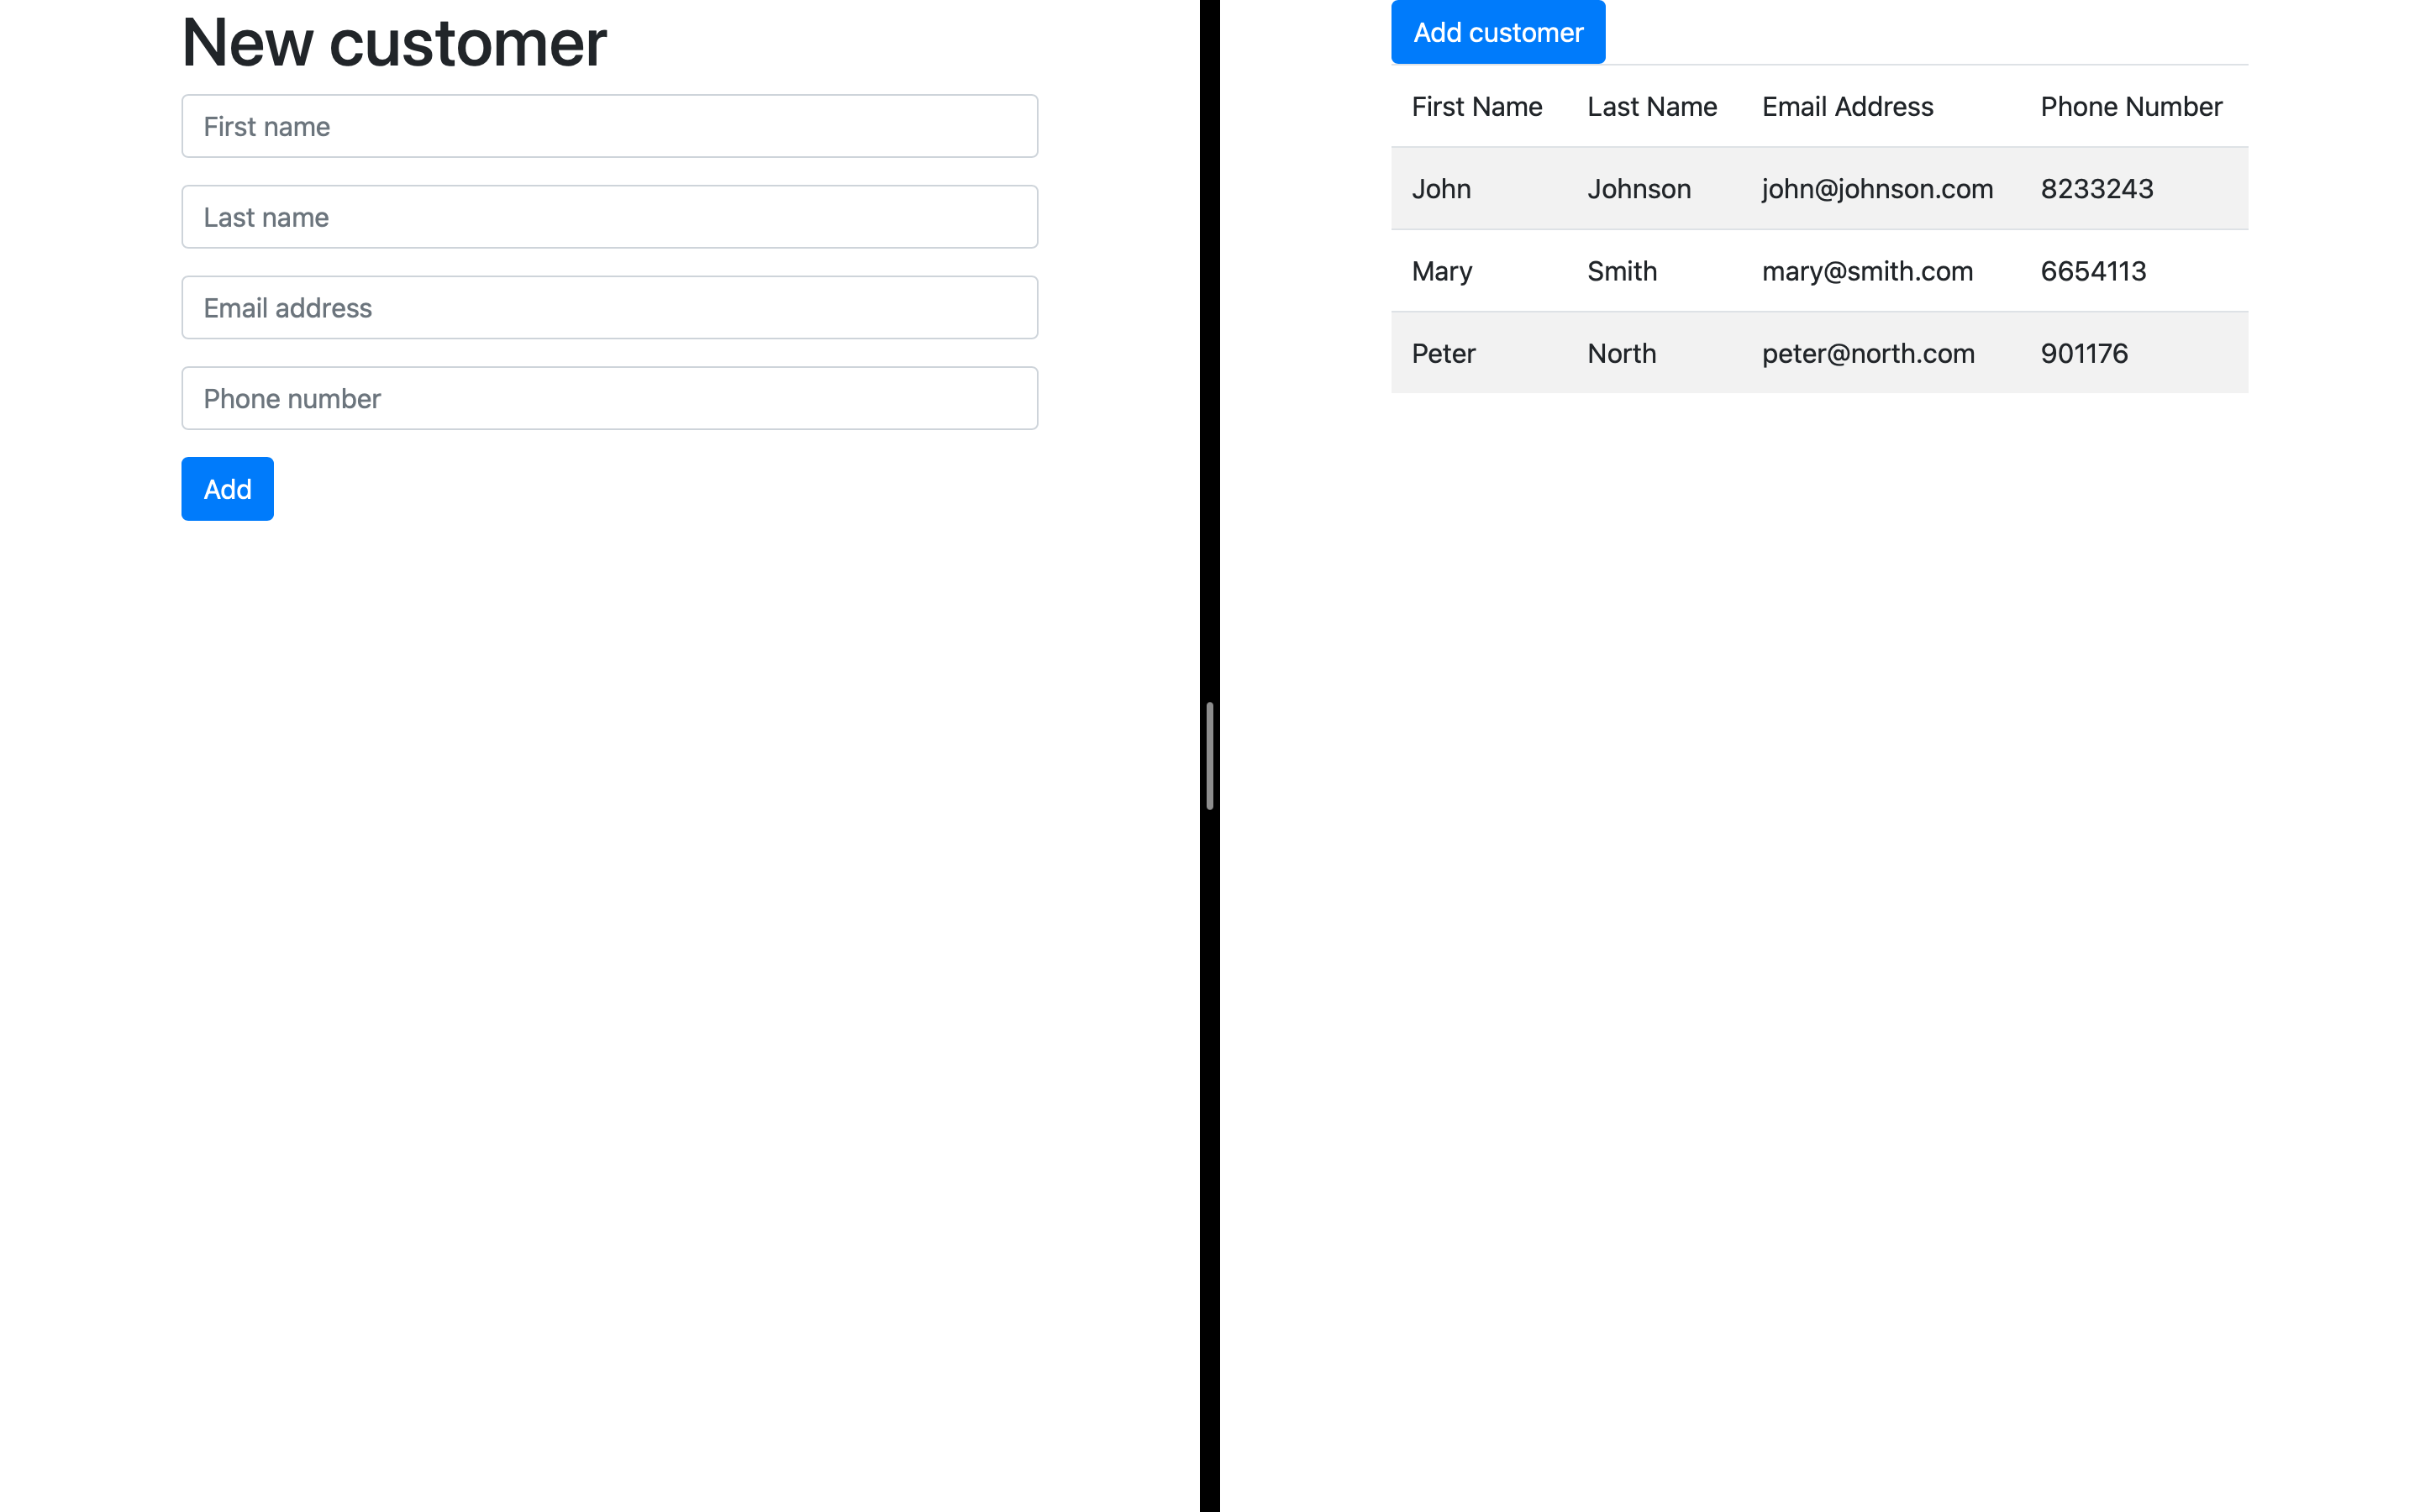 New customer
First name
Last name
Email address
Phone number
Add
Add customer
First Name Last Name Email Address Phone Number
John Johnson john@johnson.com 8233243
Mary Smith mary@smith.com 6654113
Peter North peter@north.com 901176